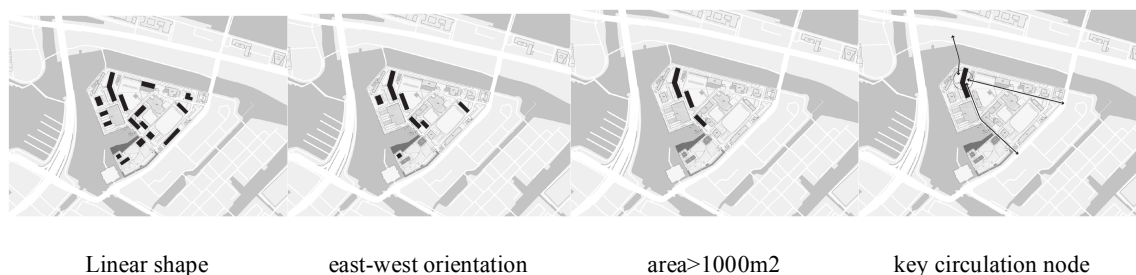 Linear shape
east-west orientation
area>1000m2
key circulation node